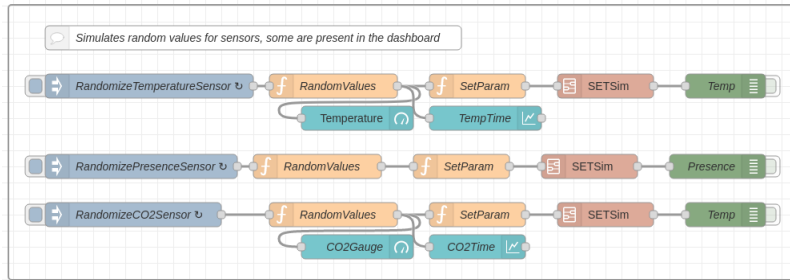 Simulates random values for sensors, some are present in the dashboard
RandomizeTemperatureSensor ↻ RandomValues SetParam SETSim Temp
Temperature TempTime
RandomizePresenceSensor ↻ RandomValues SetParam SETSim Presence
RandomizeCO2Sensor ↻ RandomValues SetParam SETSim Temp
CO2Gauge CO2Time